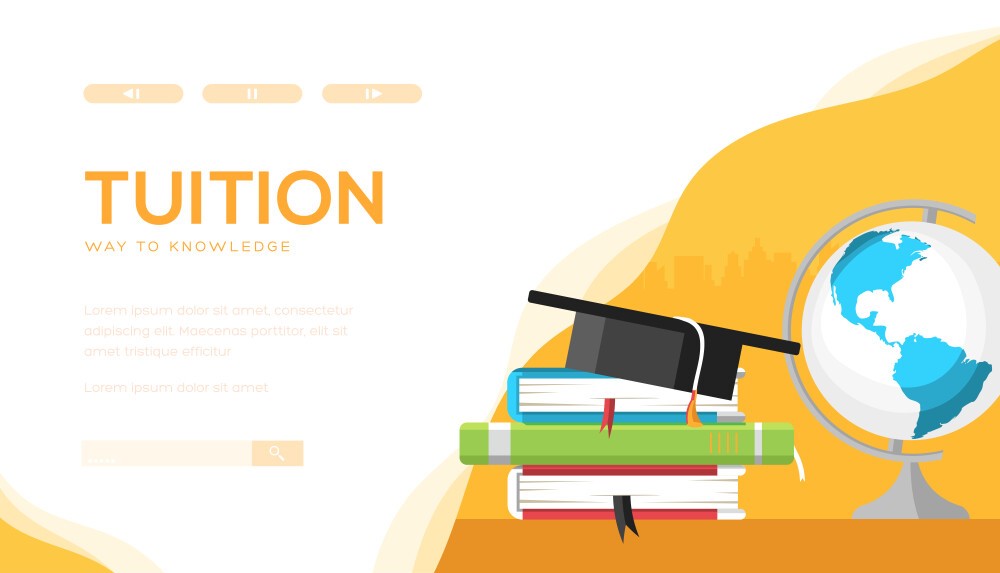 TUITION
WAY TO KNOWLEDGE
Lorem ipsum dolor sit amet, consectetur
adipiscing elit. Maecenas porttitor, elit sit
amet tristique efficitur
Lorem ipsum dolor sit amet
.....